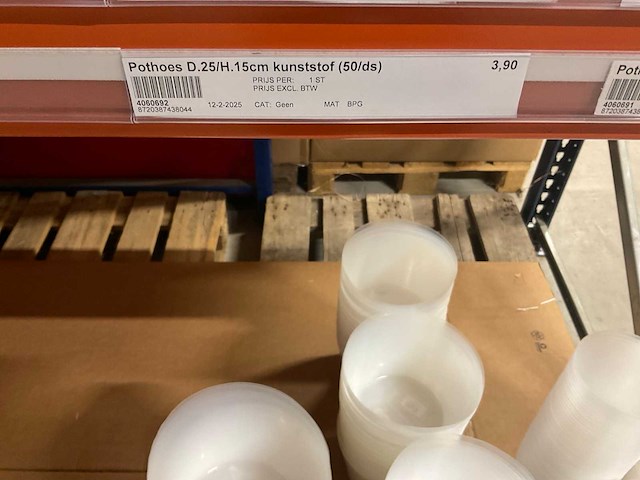 Pothoes D.25/H.15cm kunststof (50/ds)
3,90
PRIJS PER: 1 ST
PRIJS EXCL. BTW
4060692
12-2-2025 CAT: Geen MAT BPG
8720387438044
Pot
4060691